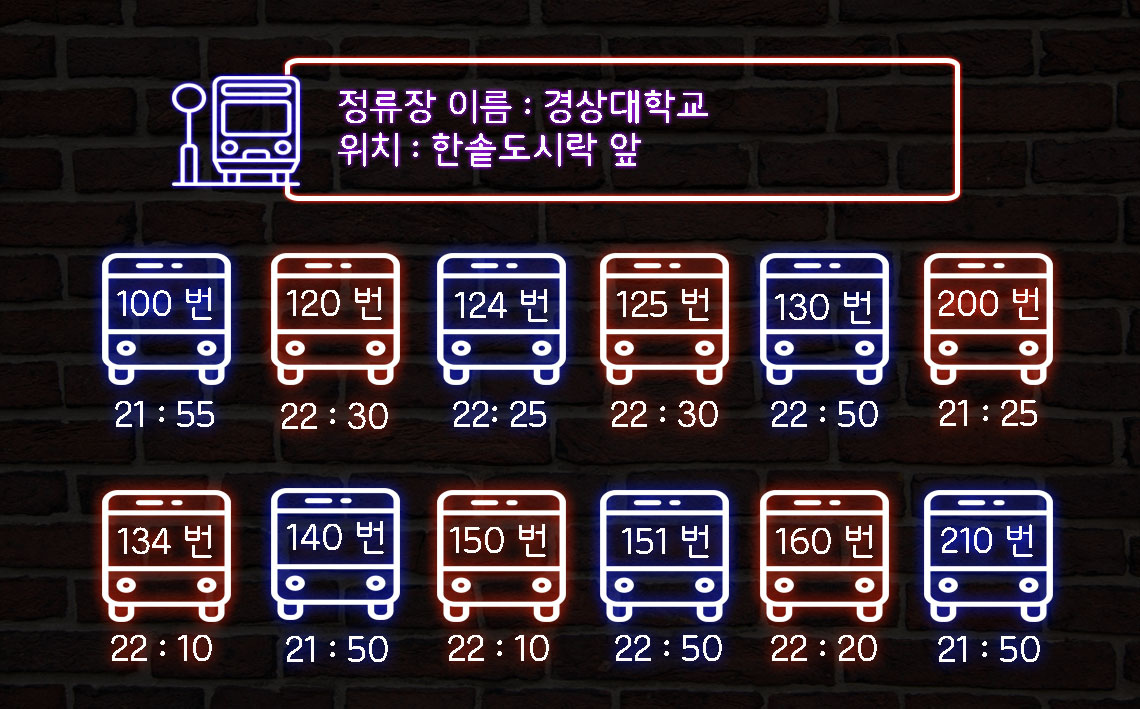 정류장 이름 : 경상대학교
위치 : 한솥도시락 앞
100 번
120 번
124 번
125 번
130 번
200 번
21 : 55
22 : 30
22: 25
22 : 30
22 : 50
21 : 25
134 번
140 번
150 번
151 번
160 번
210 번
22 : 10
21 : 50
22 : 10
22 : 50
22 : 20
21 : 50